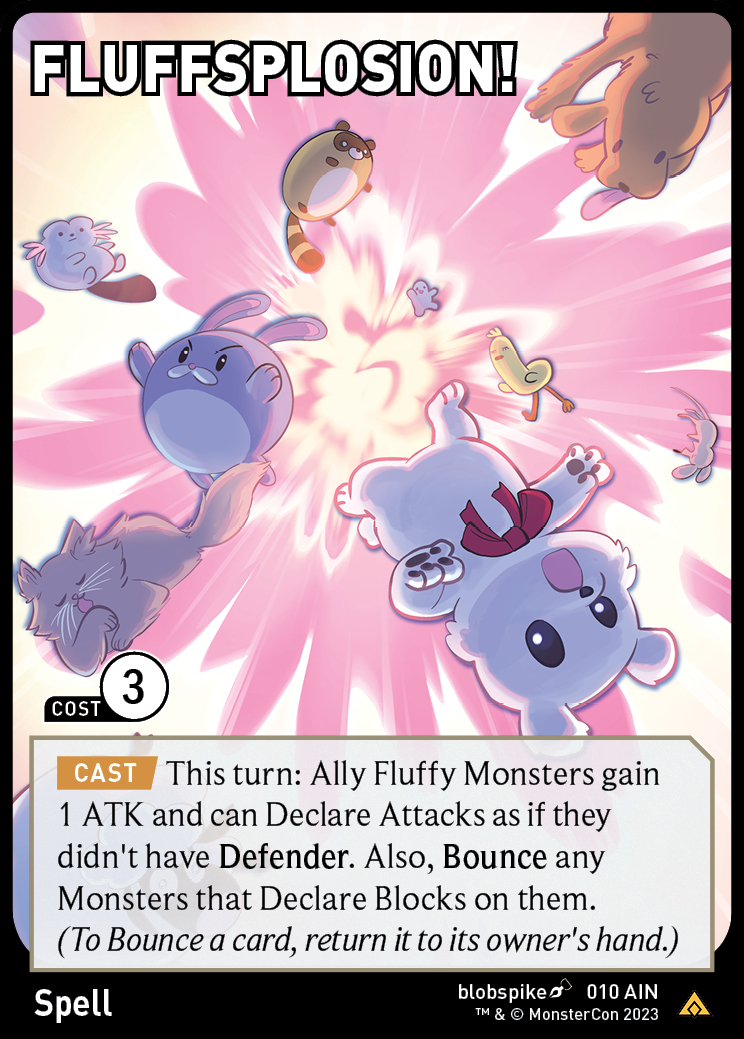 FLUFFSPLOSION!
COST 3
CAST This turn: Ally Fluffy Monsters gain
1 ATK and can Declare Attacks as if they
didn't have Defender. Also, Bounce any
Monsters that Declare Blocks on them.
(To Bounce a card, return it to its owner's hand.)
Spell
blobspike 010 AIN
™ & © MonsterCon 2023